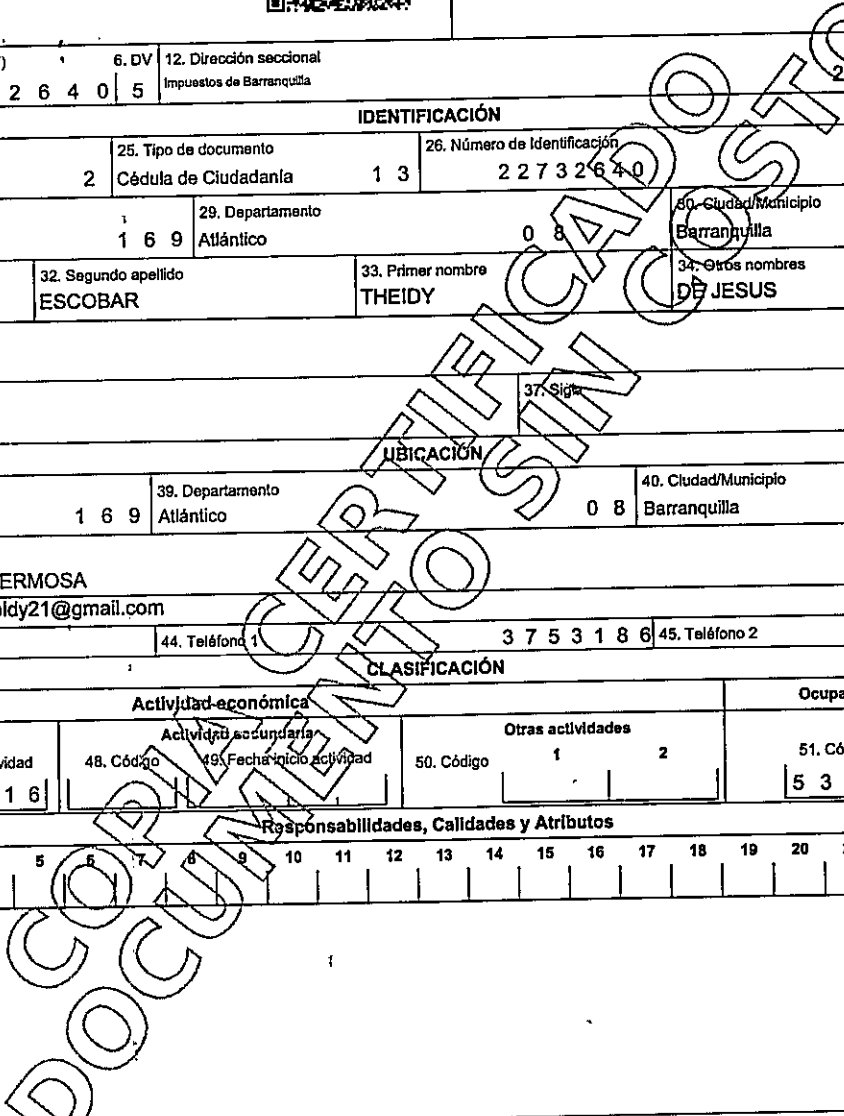 6. DV 12. Dirección seccional
2 6 4 0 5 Impuestos de Barranquilla 2
IDENTIFICACIÓN
25. Tipo de documento 26. Número de Identificación
2 Cédula de Ciudadanía 1 3 2 2 7 3 2 6 4 0
29. Departamento 30. Ciudad/Municipio
1 6 9 Atlántico 0 8 Barranquilla
32. Segundo apellido 33. Primer nombre 34. Otros nombres
ESCOBAR THEIDY DE JESUS
37. Sigla
UBICACIÓN
39. Departamento 40. Ciudad/Municipio
1 6 9 Atlántico 0 8 Barranquilla
ERMOSA
eidy21@gmail.com
44. Teléfono 1 3 7 5 3 1 8 6 45. Teléfono 2
CLASIFICACIÓN
Actividad económica Ocupa
Actividad secundaria Otras actividades
vidad 48. Código 49. Fecha inicio actividad 50. Código 1 2 51. Có
1 6 5 3
Responsabilidades, Calidades y Atributos
5 6 7 8 9 10 11 12 13 14 15 16 17 18 19 20
COPIA CERTIFICADO
DOCUMENTO SIN COSTO